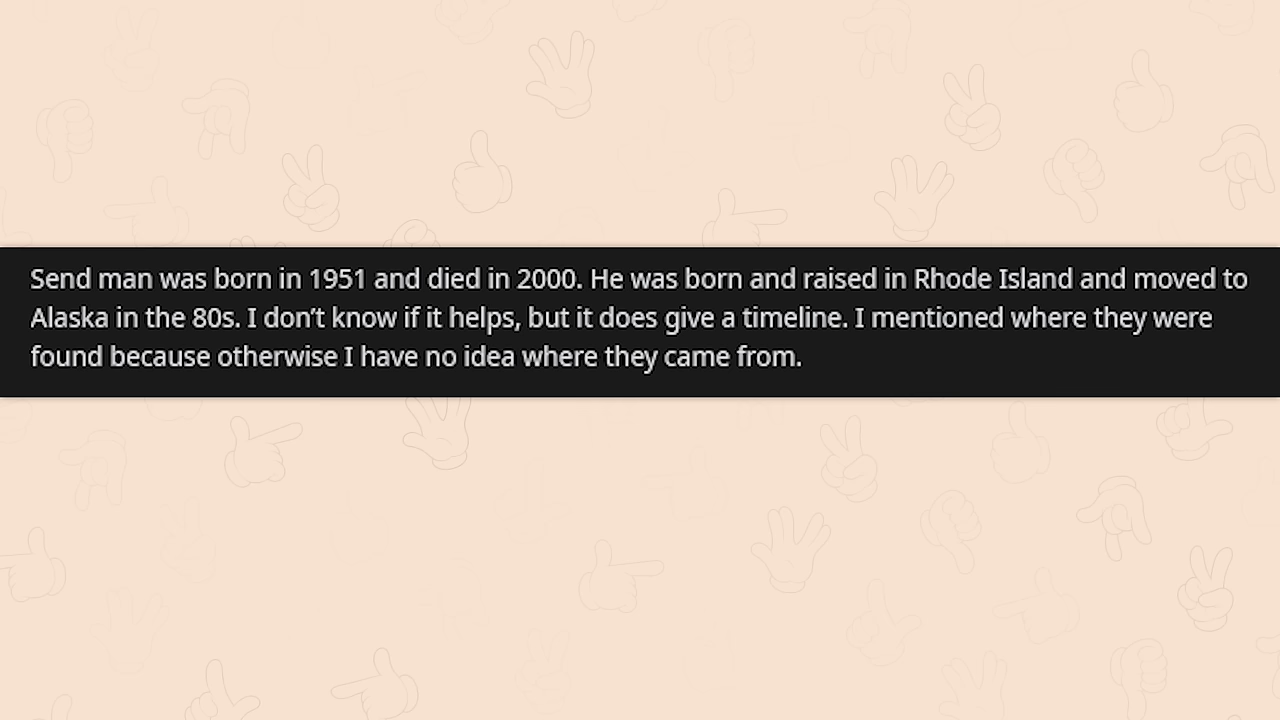 Send man was born in 1951 and died in 2000. He was born and raised in Rhode Island and moved to
Alaska in the 80s. I don’t know if it helps, but it does give a timeline. I mentioned where they were
found because otherwise I have no idea where they came from.